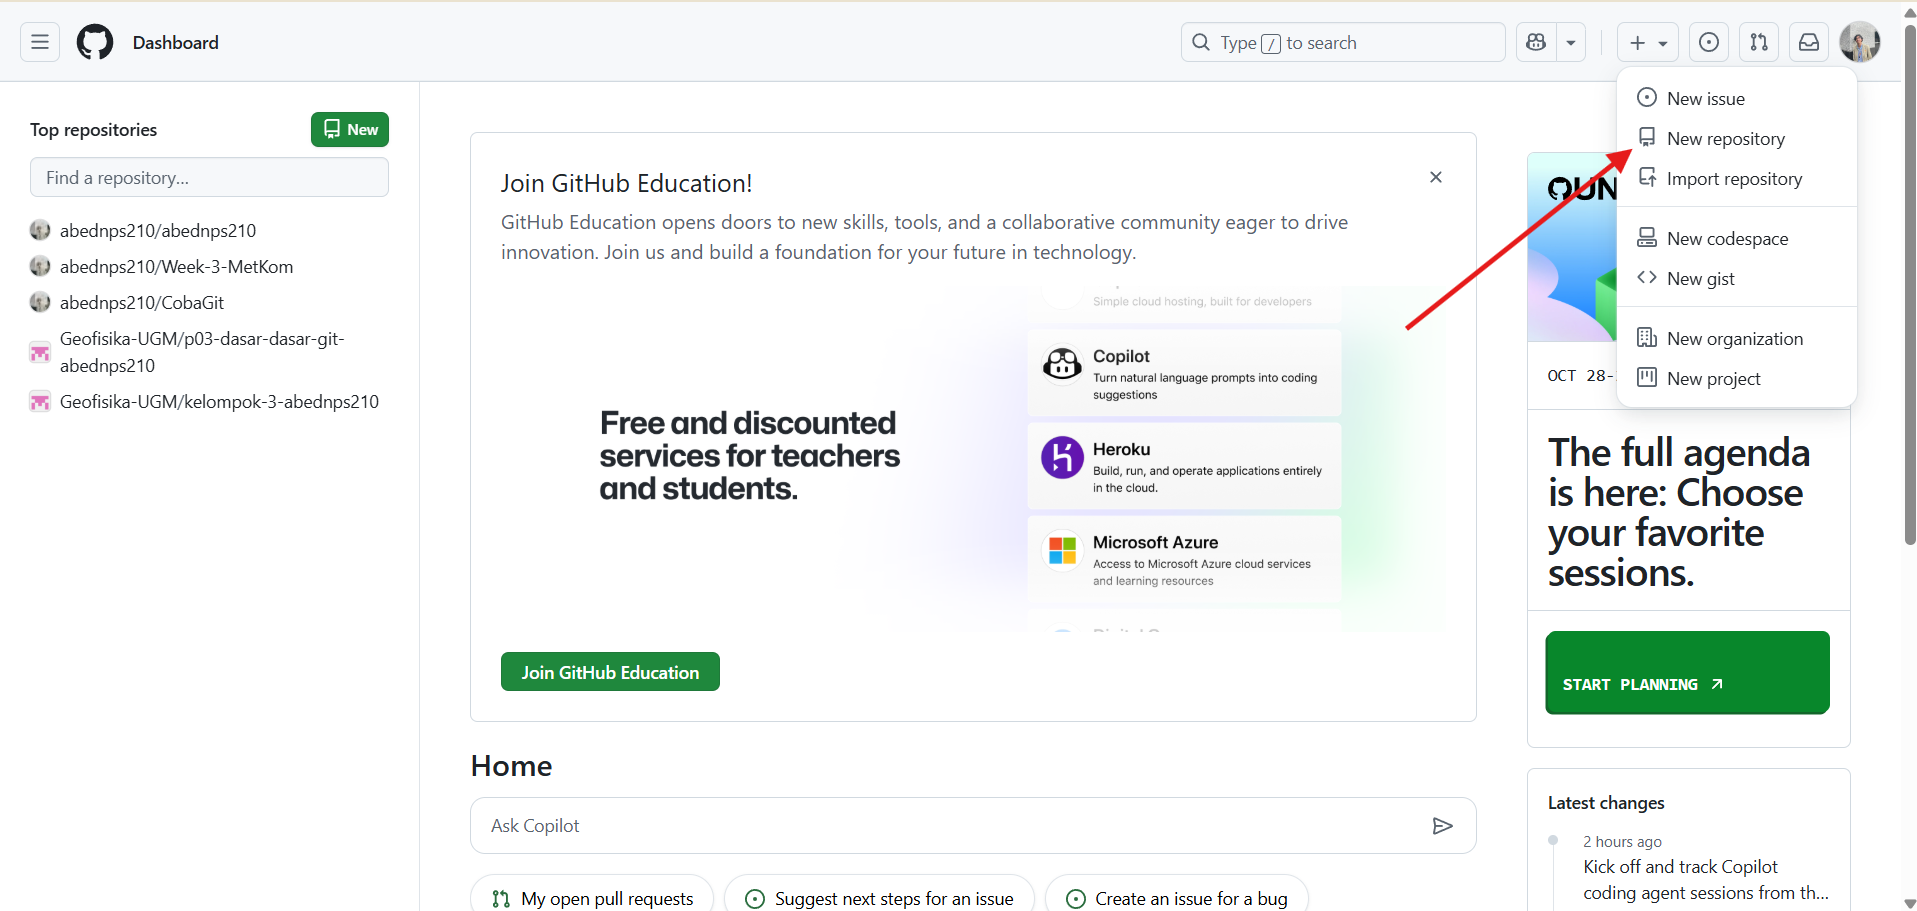 Dashboard
Type / to search
Top repositories
New
Find a repository...
abednps210/abednps210
abednps210/Week-3-MetKom
abednps210/CobaGit
Geofisika-UGM/p03-dasar-dasar-git-
abednps210
Geofisika-UGM/kelompok-3-abednps210
Join GitHub Education!
GitHub Education opens doors to new skills, tools, and a collaborative community eager to drive
innovation. Join us and build a foundation for your future in technology.
Free and discounted
services for teachers
and students.
Simple cloud hosting, built for developers
Copilot
Turn natural language prompts into coding
suggestions
Heroku
Build, run, and operate applications entirely
in the cloud.
Microsoft Azure
Access to Microsoft Azure cloud services
and learning resources
Join GitHub Education
Home
Ask Copilot
My open pull requests
Suggest next steps for an issue
Create an issue for a bug
New issue
New repository
Import repository
New codespace
New gist
New organization
New project
UN
OCT 28-
The full agenda
is here: Choose
your favorite
sessions.
START PLANNING
Latest changes
2 hours ago
Kick off and track Copilot
coding agent sessions from th...